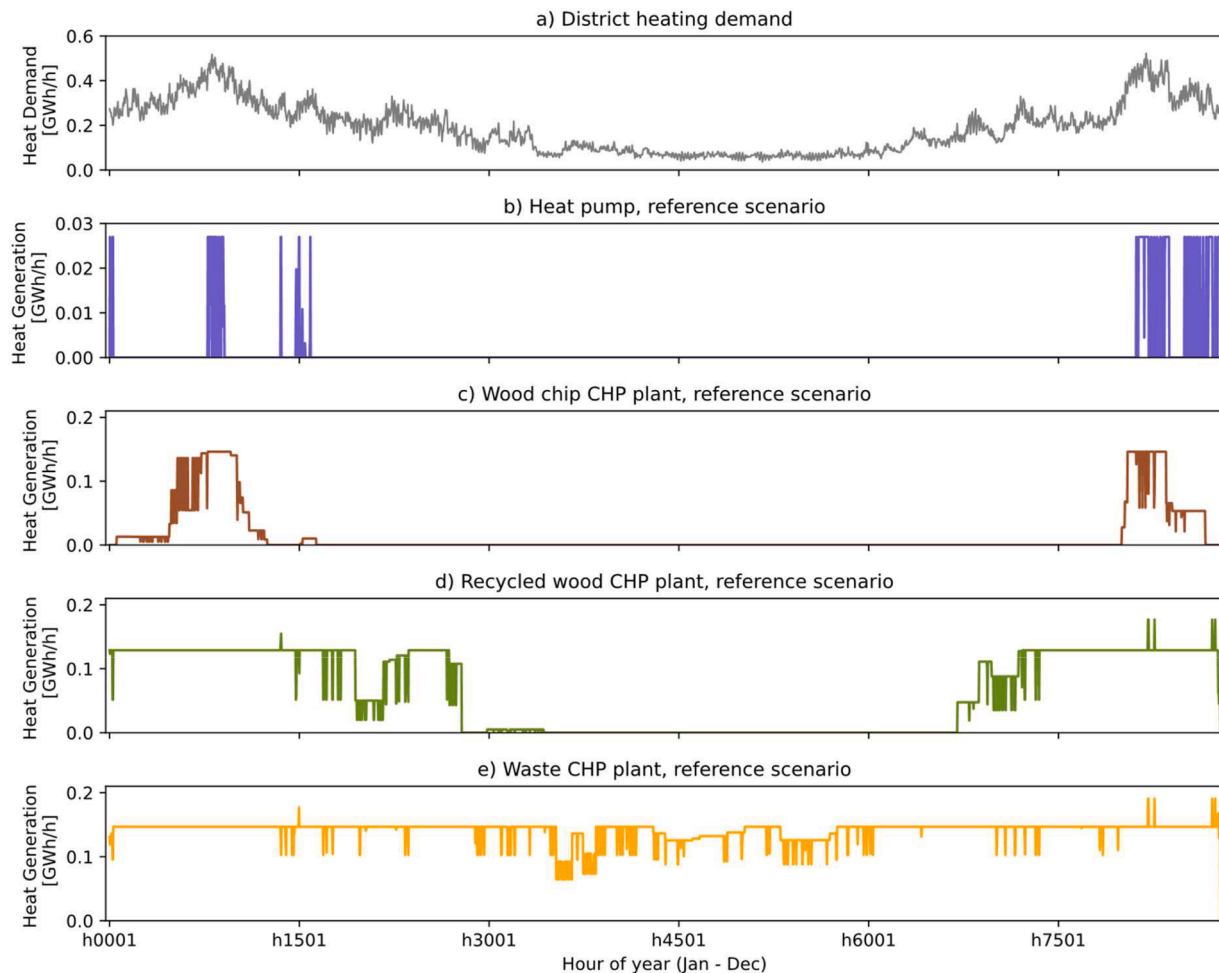 a) District heating demand
Heat Demand
[GWh/h]
0.6
0.4
0.2
0.0
b) Heat pump, reference scenario
Heat Generation
[GWh/h]
0.03
0.02
0.01
0.00
c) Wood chip CHP plant, reference scenario
Heat Generation
[GWh/h]
0.2
0.1
0.0
d) Recycled wood CHP plant, reference scenario
Heat Generation
[GWh/h]
0.2
0.1
0.0
e) Waste CHP plant, reference scenario
Heat Generation
[GWh/h]
0.2
0.1
0.0
h0001 h1501 h3001 h4501 h6001 h7501
Hour of year (Jan - Dec)